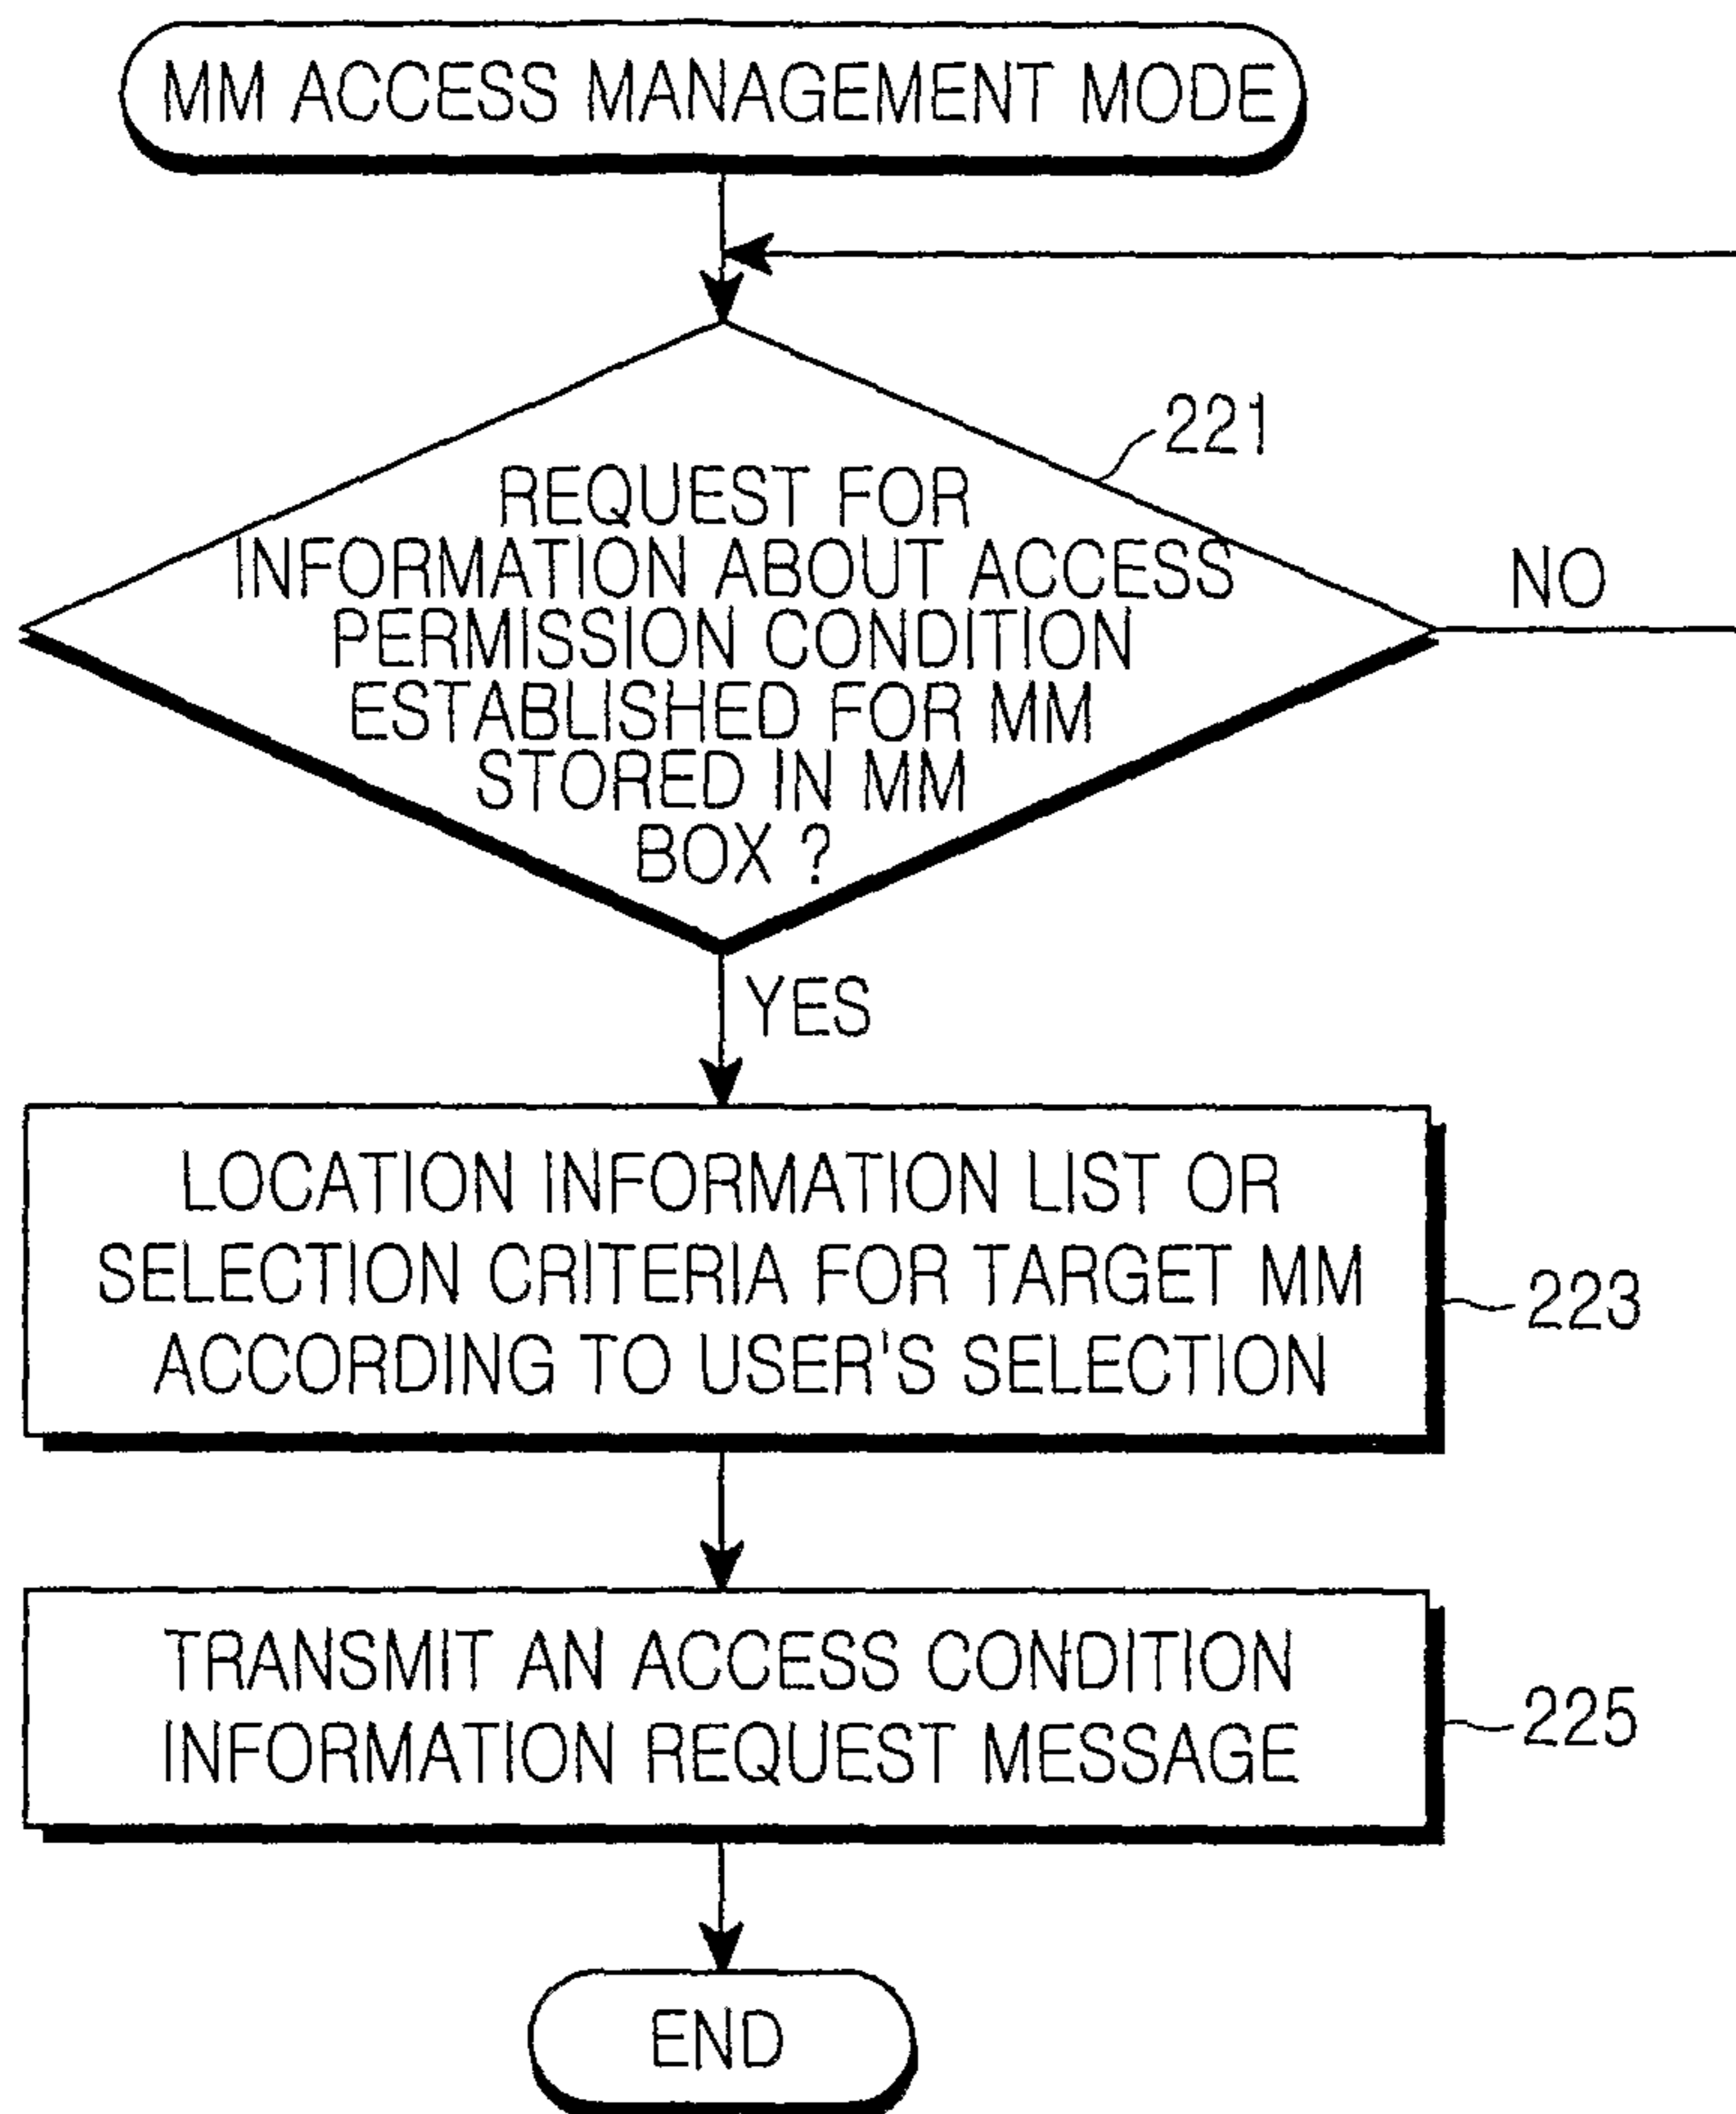 MM ACCESS MANAGEMENT MODE
221
REQUEST FOR
INFORMATION ABOUT ACCESS
PERMISSION CONDITION
ESTABLISHED FOR MM
STORED IN MM
BOX ?
NO
YES
LOCATION INFORMATION LIST OR
SELECTION CRITERIA FOR TARGET MM
ACCORDING TO USER'S SELECTION
223
TRANSMIT AN ACCESS CONDITION
INFORMATION REQUEST MESSAGE
225
END